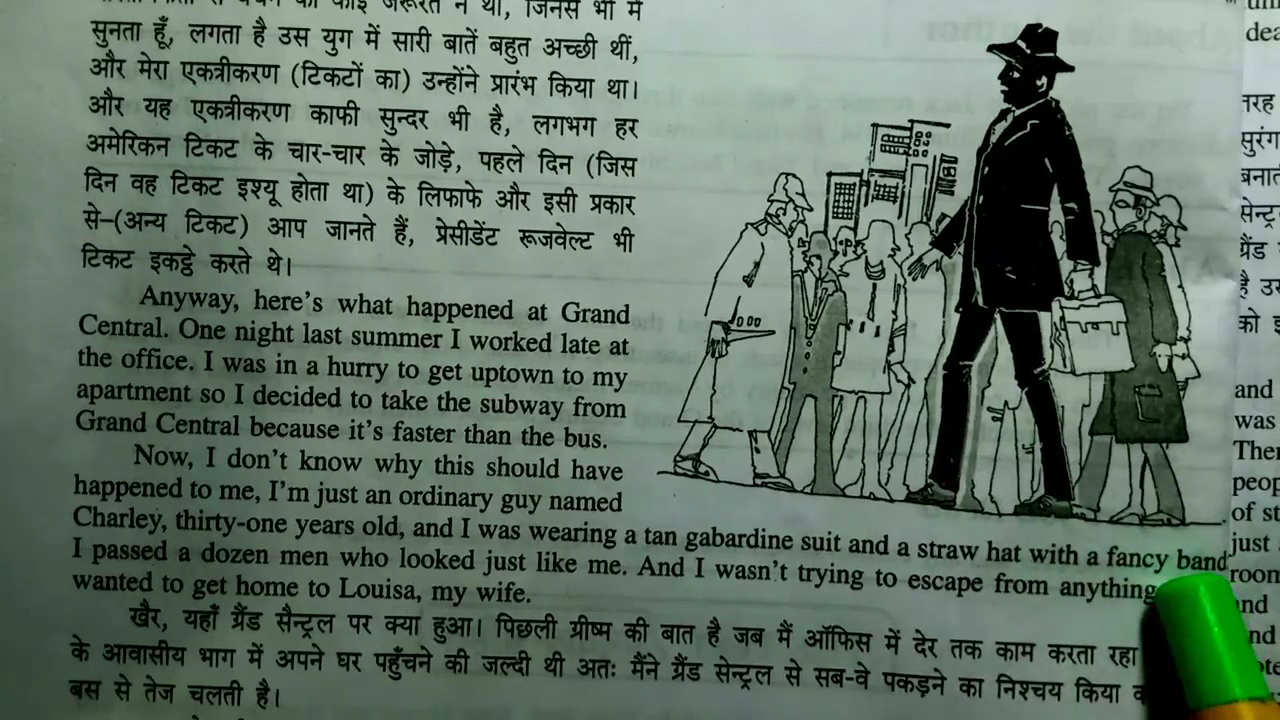 सुनता हूँ, लगता है उस युग में सारी बातें बहुत अच्छी थीं,
और मेरा एकत्रीकरण (टिकटों का) उन्होंने प्रारंभ किया था।
और यह एकत्रीकरण काफी सुन्दर भी है, लगभग हर
अमेरिकन टिकट के चार-चार के जोड़े, पहले दिन (जिस
दिन वह टिकट इश्यू होता था) के लिफाफे और इसी प्रकार
से–(अन्य टिकट) आप जानते हैं, प्रेसीडेंट रूजवेल्ट भी
टिकट इकट्ठे करते थे।
Anyway, here's what happened at Grand
Central. One night last summer I worked late at
the office. I was in a hurry to get uptown to my
apartment so I decided to take the subway from
Grand Central because it's faster than the bus.
Now, I don't know why this should have
happened to me, I'm just an ordinary guy named
Charley, thirty-one years old, and I was wearing a tan gabardine suit and a straw hat with a fancy band
I passed a dozen men who looked just like me. And I wasn't trying to escape from anything
wanted to get home to Louisa, my wife.
खैर, यहाँ ग्रैंड सैन्ट्रल पर क्या हुआ। पिछली ग्रीष्म की बात है जब मैं ऑफिस में देर तक काम करता रहा
के आवासीय भाग में अपने घर पहुँचने की जल्दी थी अतः मैंने ग्रैंड सेन्ट्रल से सब-वे पकड़ने का निश्चय किया
बस से तेज चलती है।
तरह
and
was
of st
just